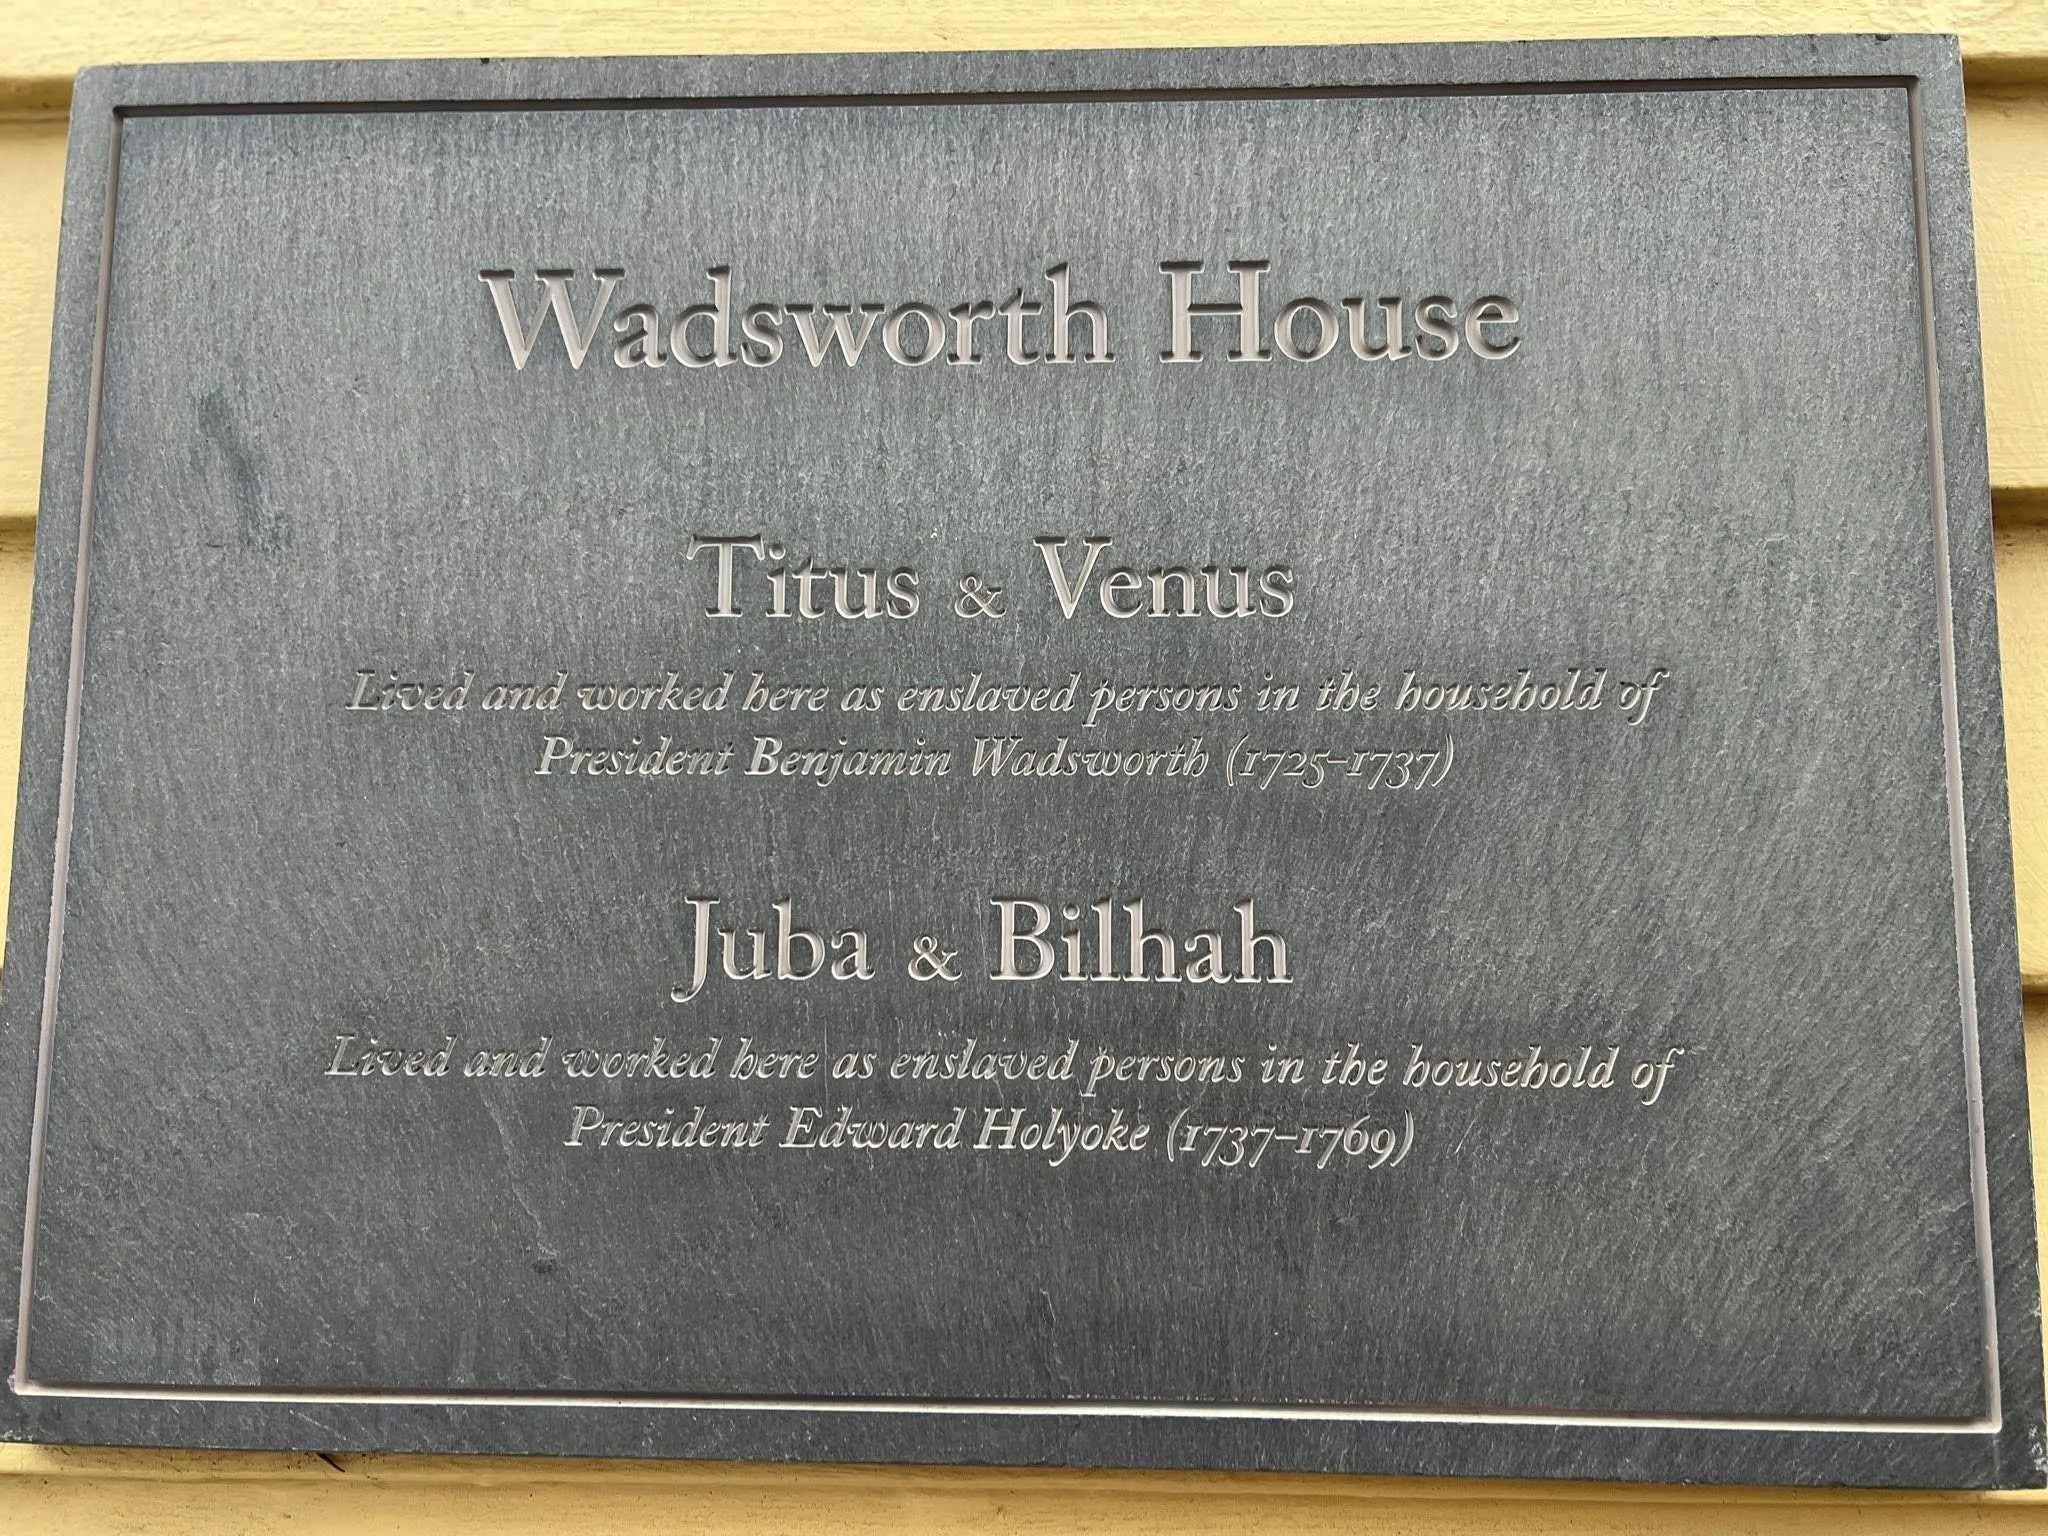 Wadsworth House
Titus & Venus
Lived and worked here as enslaved persons in the household of
President Benjamin Wadsworth (1725–1737)
Juba & Bilhah
Lived and worked here as enslaved persons in the household of
President Edward Holyoke (1737–1769)